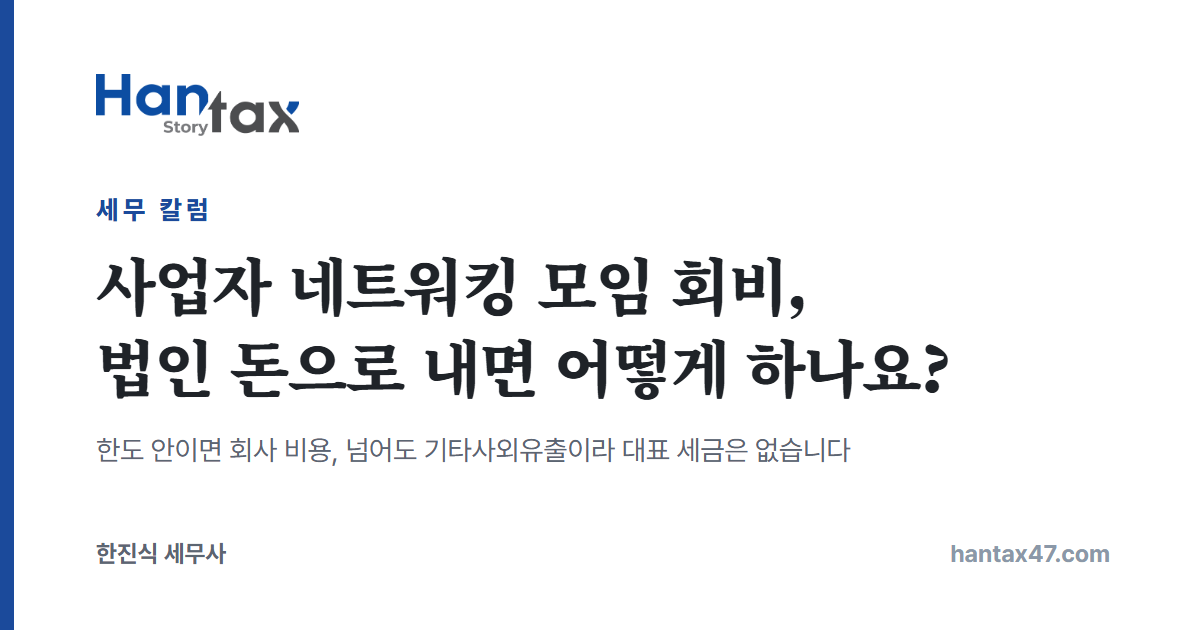 Hantax
Story
세무 칼럼
사업자 네트워킹 모임 회비,
법인 돈으로 내면 어떻게 하나요?
한도 안이면 회사 비용, 넘어도 기타사외유출이라 대표 세금은 없습니다
한진식 세무사
hantax47.com